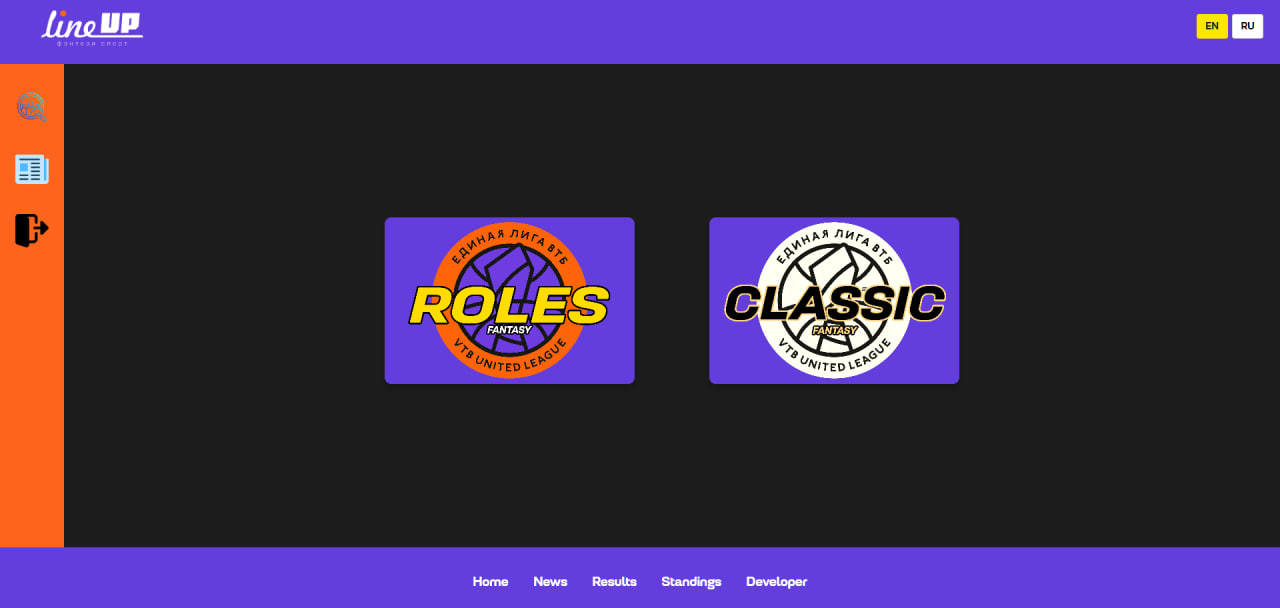 line UP
фэнтези спорт
EN
RU
ЕДИНАЯ ЛИГА ВТБ
ROLES
FANTASY
VTB UNITED LEAGUE
ЕДИНАЯ ЛИГА ВТБ
CLASSIC
FANTASY
VTB UNITED LEAGUE
Home News Results Standings Developer